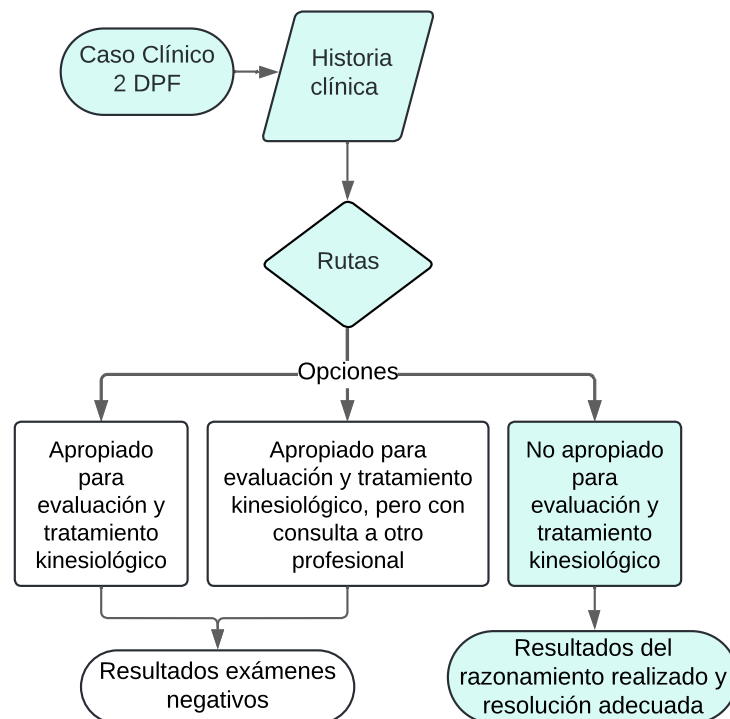 Caso Clínico
2 DPF
Historia
clínica
Rutas
Opciones
Apropiado
para
evaluación y
tratamiento
kinesiológico
Apropiado para
evaluación y tratamiento
kinesiológico, pero con
consulta a otro
profesional
No apropiado
para
evaluación y
tratamiento
kinesiológico
Resultados exámenes
negativos
Resultados del
razonamiento realizado y
resolución adecuada